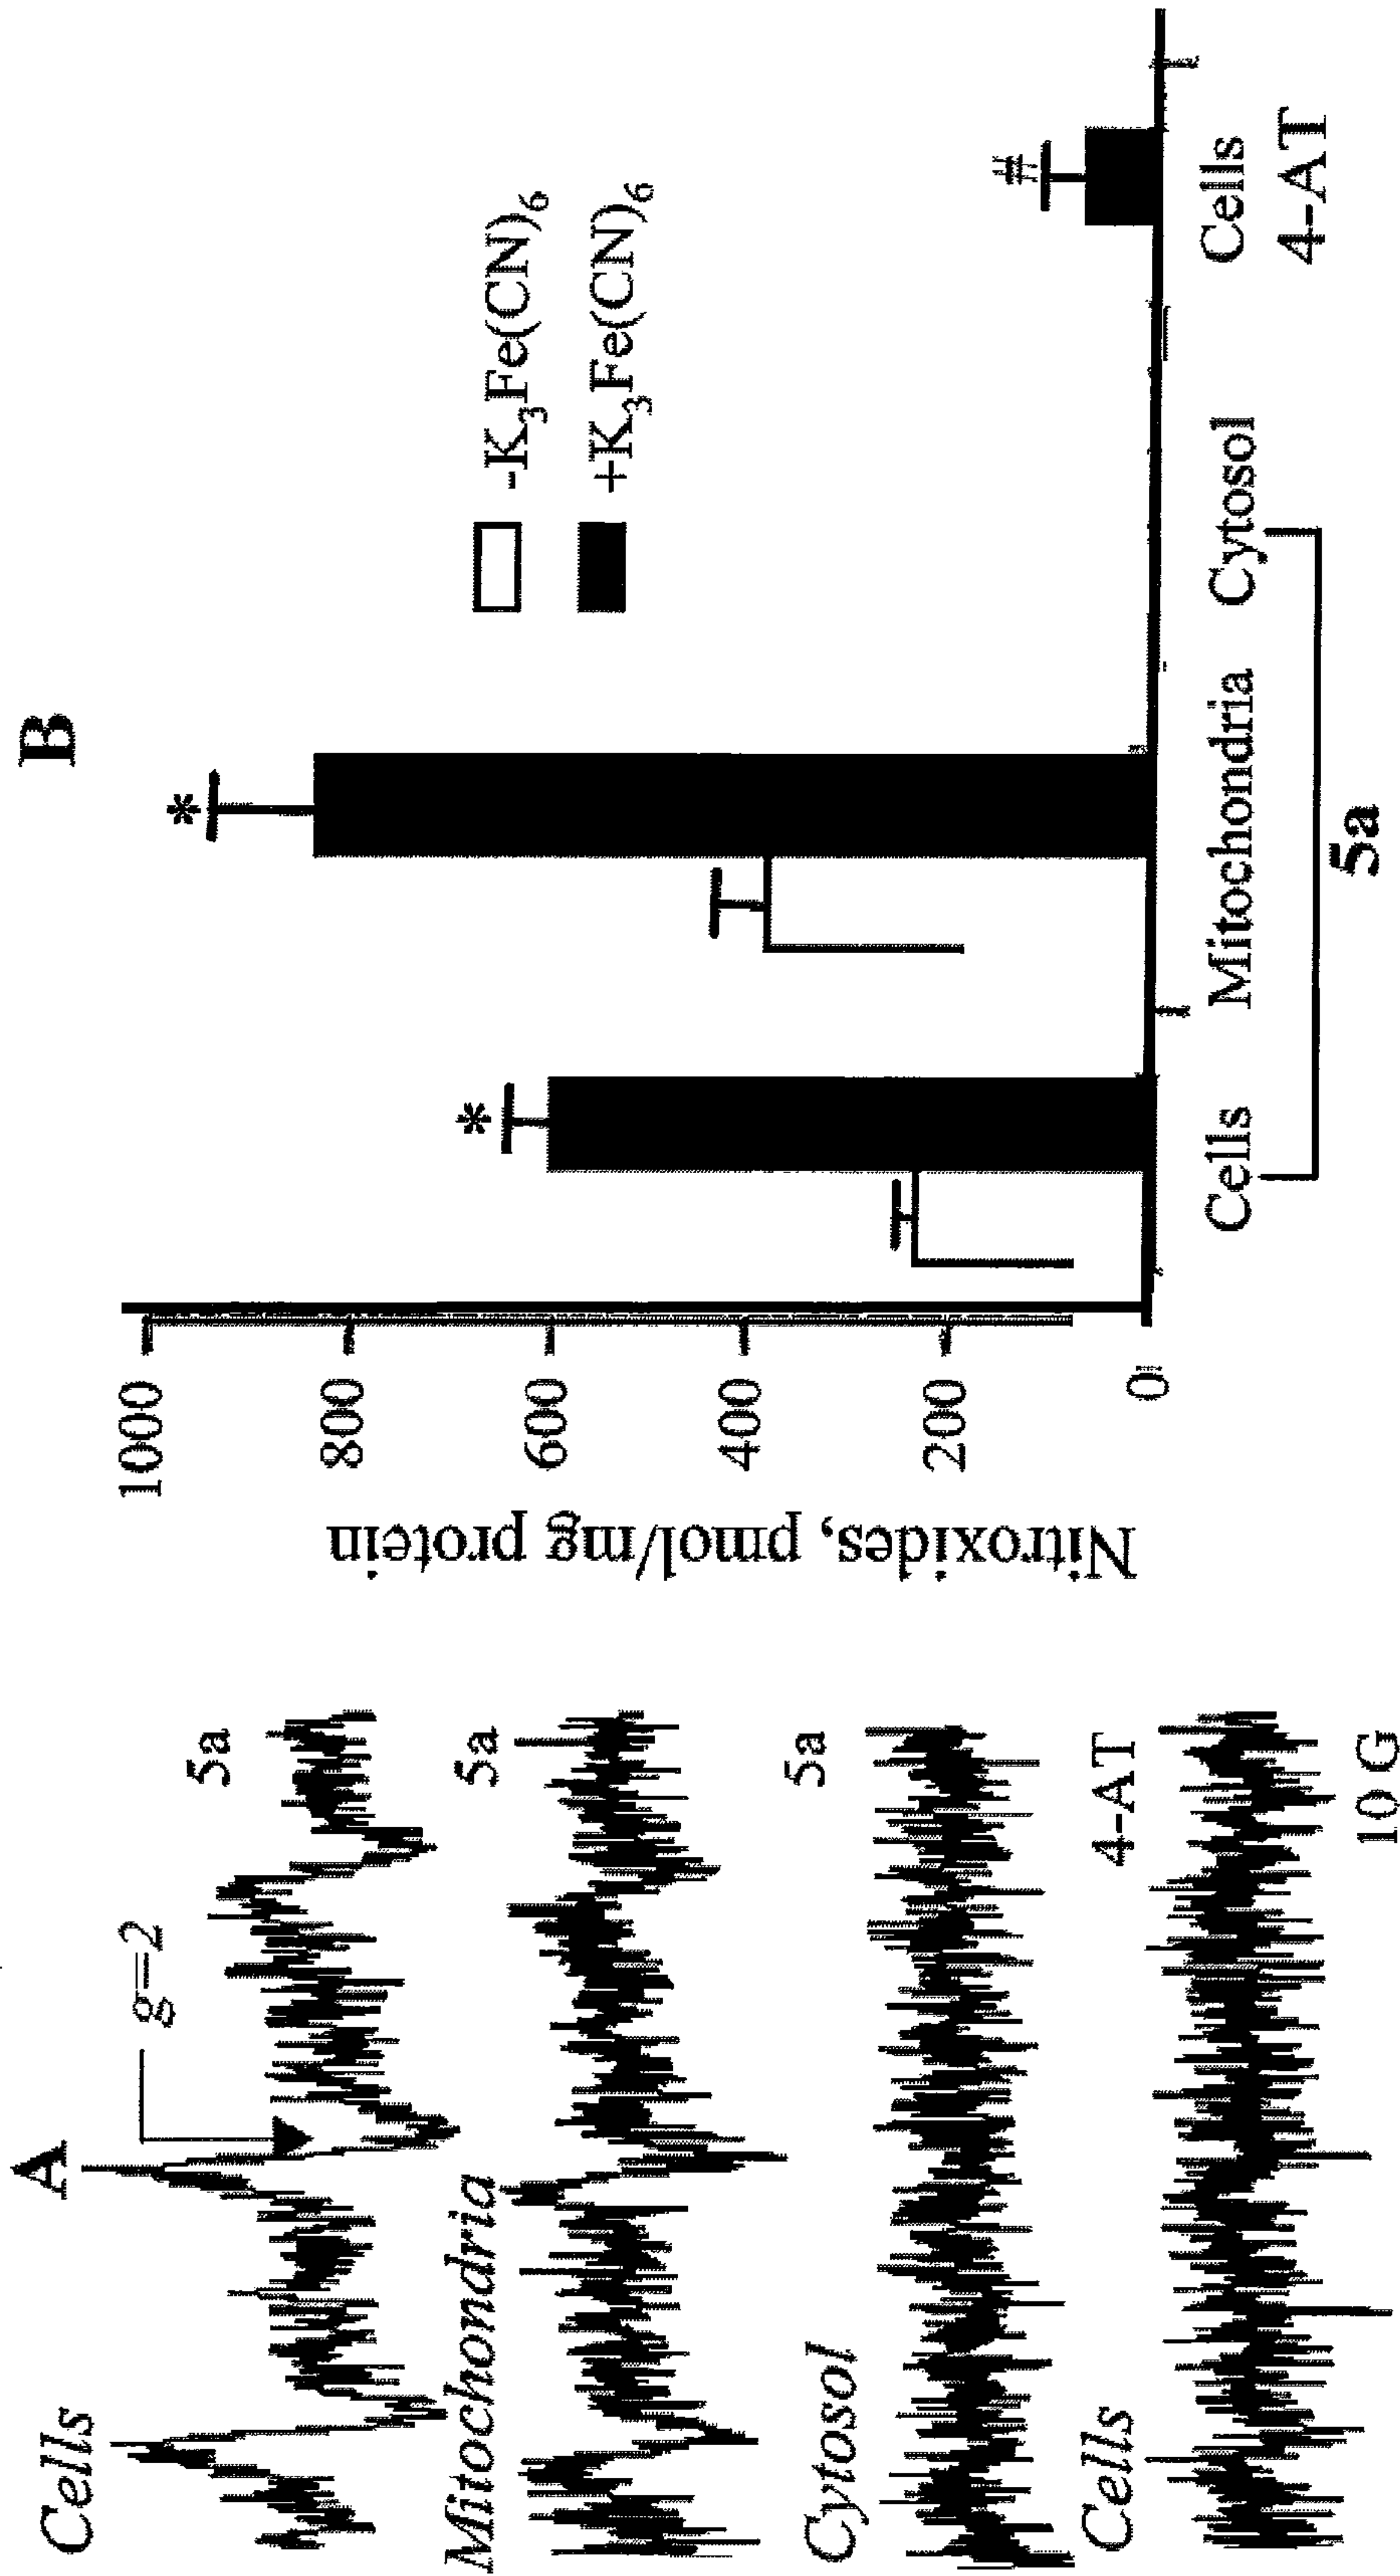 A
Cells
g=2
5a
Mitochondria
5a
Cytosol
5a
Cells
4-AT
10 G
B
Nitroxides, pmol/mg protein
1000
800
600
400
200
0
*
*
#
-K₃Fe(CN)₆
+K₃Fe(CN)₆
Cells Mitochondria Cytosol Cells
5a 4-AT